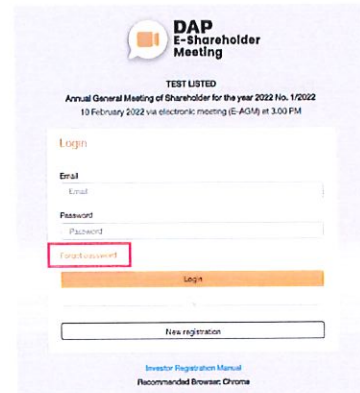 DAP
E-Shareholder
Meeting
TEST LISTED
Annual General Meeting of Shareholder for the year 2022 No. 1/2022
10 February 2022 via electronic meeting (E-AGM) at 3.00 PM
Login
Email
Email
Password
Password
Forgot password
Login
New registration
Investor Registration Manual
Recommended Browser: Chrome